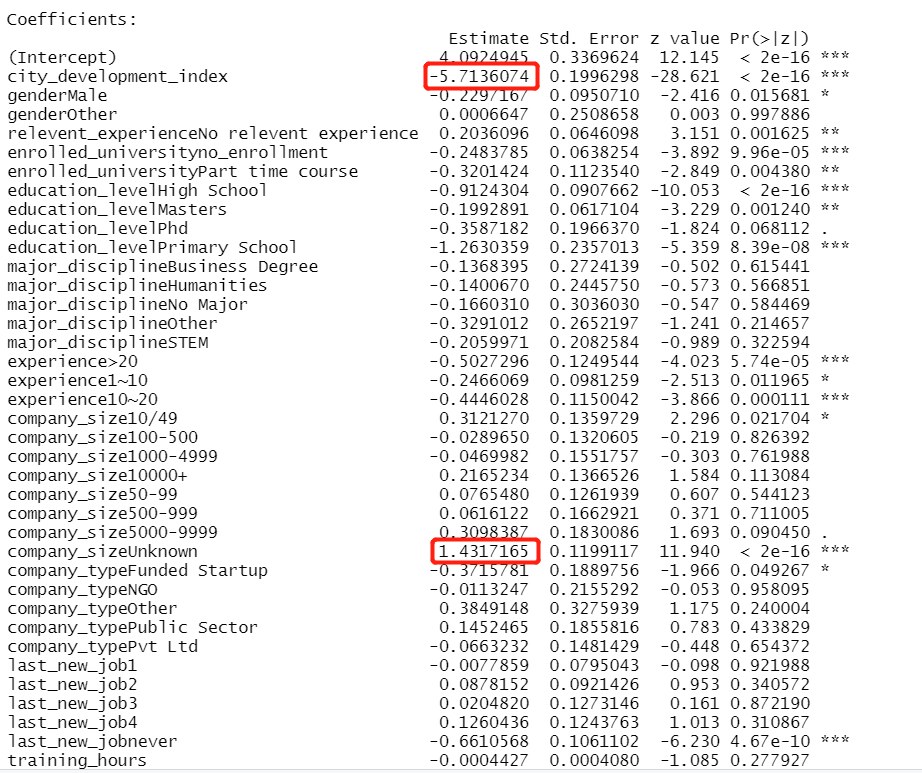 Coefficients:
Estimate Std. Error z value Pr(>|z|)
(Intercept) 4.0924945 0.3369624 12.145 < 2e-16 ***
city_development_index -5.7136074 0.1996298 -28.621 < 2e-16 ***
genderMale -0.2297167 0.0950710 -2.416 0.015681 *
genderOther 0.0006647 0.2508658 0.003 0.997886
relevent_experienceNo relevent experience 0.2036096 0.0646098 3.151 0.001625 **
enrolled_universityno_enrollment -0.2483785 0.0638254 -3.892 9.96e-05 ***
enrolled_universityPart time course -0.3201424 0.1123540 -2.849 0.004380 **
education_levelHigh School -0.9124304 0.0907662 -10.053 < 2e-16 ***
education_levelMasters -0.1992891 0.0617104 -3.229 0.001240 **
education_levelPhd -0.3587182 0.1966370 -1.824 0.068112 .
education_levelPrimary School -1.2630359 0.2357013 -5.359 8.39e-08 ***
major_disciplineBusiness Degree -0.1368395 0.2724139 -0.502 0.615441
major_disciplineHumanities -0.1400670 0.2445750 -0.573 0.566851
major_disciplineNo Major -0.1660310 0.3036030 -0.547 0.584469
major_disciplineOther -0.3291012 0.2652197 -1.241 0.214657
major_disciplineSTEM -0.2059971 0.2082584 -0.989 0.322594
experience>20 -0.5027296 0.1249544 -4.023 5.74e-05 ***
experience1~10 -0.2466069 0.0981259 -2.513 0.011965 *
experience10~20 -0.4446028 0.1150042 -3.866 0.000111 ***
company_size10/49 0.3121270 0.1359729 2.296 0.021704 *
company_size100-500 -0.0289650 0.1320605 -0.219 0.826392
company_size1000-4999 -0.0469982 0.1551757 -0.303 0.761988
company_size10000+ 0.2165234 0.1366526 1.584 0.113084
company_size50-99 0.0765480 0.1261939 0.607 0.544123
company_size500-999 0.0616122 0.1662921 0.371 0.711005
company_size5000-9999 0.3098387 0.1830086 1.693 0.090450 .
company_sizeUnknown 1.4317165 0.1199117 11.940 < 2e-16 ***
company_typeFunded Startup -0.3715781 0.1889756 -1.966 0.049267 *
company_typeNGO -0.0113247 0.2155292 -0.053 0.958095
company_typeOther 0.3849148 0.3275939 1.175 0.240004
company_typePublic Sector 0.1452465 0.1855816 0.783 0.433829
company_typePvt Ltd -0.0663232 0.1481429 -0.448 0.654372
last_new_job1 -0.0077859 0.0795043 -0.098 0.921988
last_new_job2 0.0878152 0.0921426 0.953 0.340572
last_new_job3 0.0204820 0.1273146 0.161 0.872190
last_new_job4 0.1260436 0.1243763 1.013 0.310867
last_new_jobnever -0.6610568 0.1061102 -6.230 4.67e-10 ***
training_hours -0.0004427 0.0004080 -1.085 0.277927